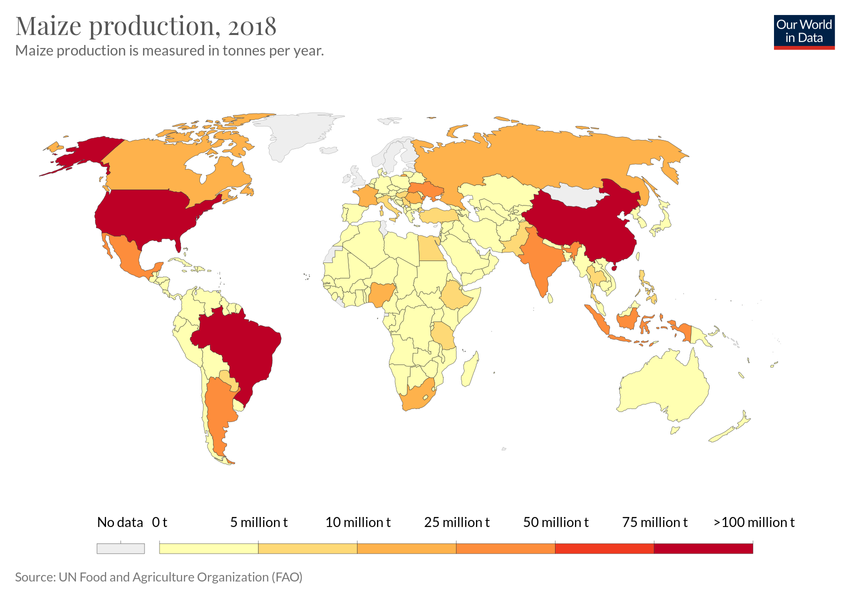 Maize production, 2018
Our World
in Data
Maize production is measured in tonnes per year.
No data 0 t 5 million t 10 million t 25 million t 50 million t 75 million t >100 million t
Source: UN Food and Agriculture Organization (FAO)